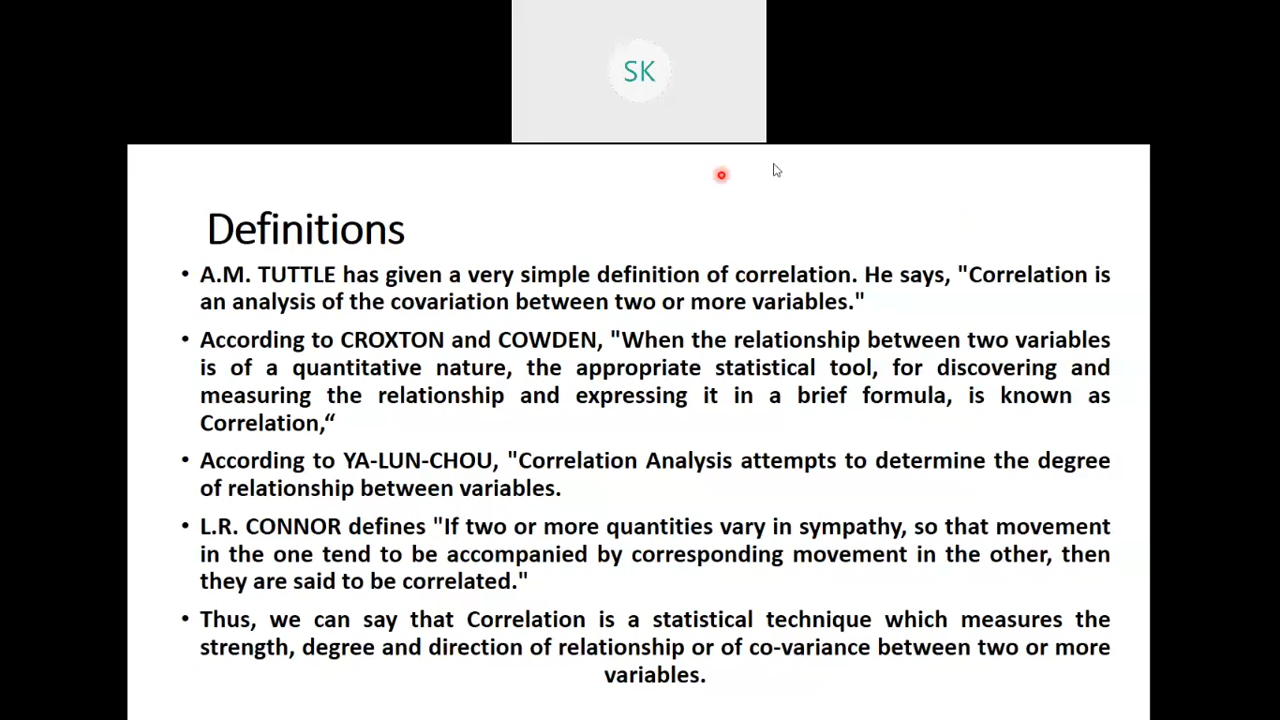 SK
Definitions
• A.M. TUTTLE has given a very simple definition of correlation. He says, "Correlation is
an analysis of the covariation between two or more variables."
• According to CROXTON and COWDEN, "When the relationship between two variables
is of a quantitative nature, the appropriate statistical tool, for discovering and
measuring the relationship and expressing it in a brief formula, is known as
Correlation,“
• According to YA-LUN-CHOU, "Correlation Analysis attempts to determine the degree
of relationship between variables.
• L.R. CONNOR defines "If two or more quantities vary in sympathy, so that movement
in the one tend to be accompanied by corresponding movement in the other, then
they are said to be correlated."
• Thus, we can say that Correlation is a statistical technique which measures the
strength, degree and direction of relationship or of co-variance between two or more
variables.